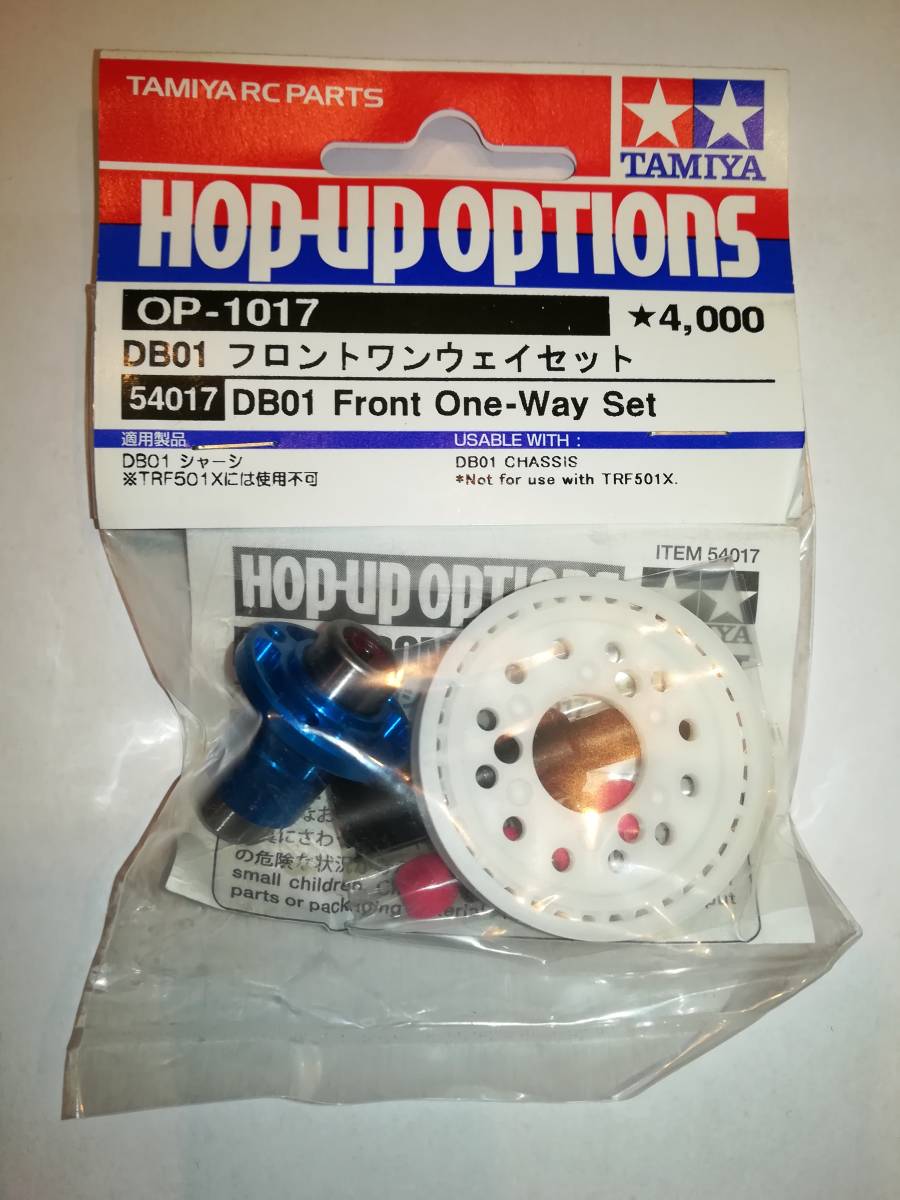 TAMIYA RC PARTS
TAMIYA
HOP-UP OPTIONS
OP-1017
★4,000
DB01 フロントワンウェイセット
54017 DB01 Front One-Way Set
適用製品
USABLE WITH :
DB01 シャーシ
※TRF501Xには使用不可
DB01 CHASSIS
*Not for use with TRF501X.
ITEM 54017
HOP-UP OPTIONS
にさわ
の危険な状況
small children.
parts or packaging